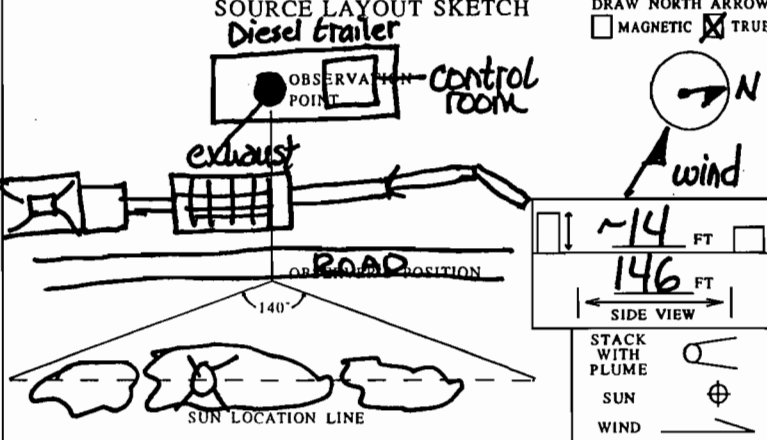 SOURCE LAYOUT SKETCH
DRAW NORTH ARROW
MAGNETIC TRUE
Diesel trailer
OBSERVATION
POINT
control
room
N
exhaust
wind
~14 FT
ROAD
OBSERVER'S POSITION
146 FT
140°
SIDE VIEW
STACK
WITH
PLUME
SUN
SUN LOCATION LINE
WIND